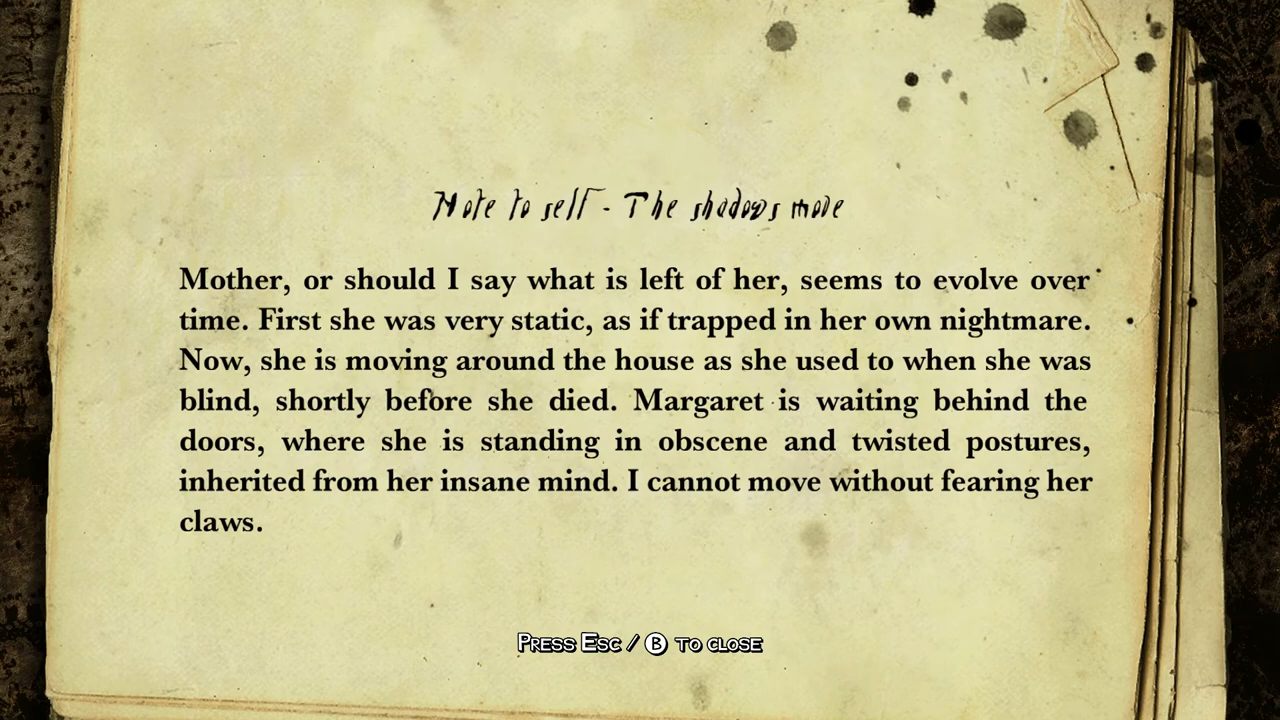 Note to self - The shadows move
Mother, or should I say what is left of her, seems to evolve over
time. First she was very static, as if trapped in her own nightmare.
Now, she is moving around the house as she used to when she was
blind, shortly before she died. Margaret is waiting behind the
doors, where she is standing in obscene and twisted postures,
inherited from her insane mind. I cannot move without fearing her
claws.
Press Esc / B to close